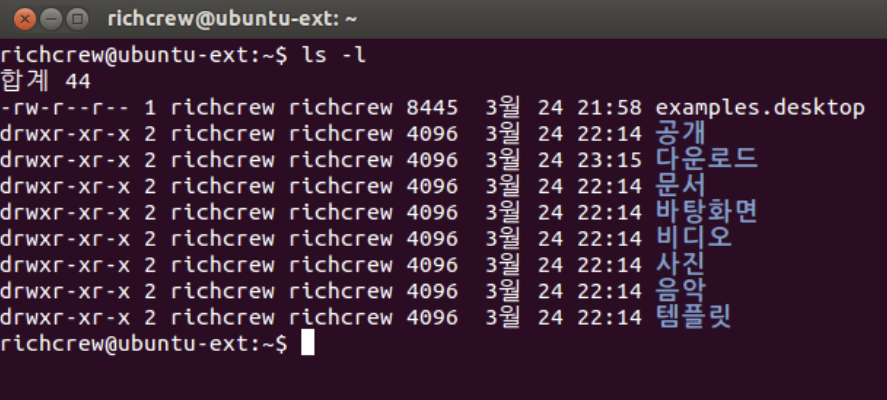 richcrew@ubuntu-ext: ~
richcrew@ubuntu-ext:~$ ls -l
합계 44
-rw-r--r-- 1 richcrew richcrew 8445  3월 24 21:58 examples.desktop
drwxr-xr-x 2 richcrew richcrew 4096  3월 24 22:14 공개
drwxr-xr-x 2 richcrew richcrew 4096  3월 24 23:15 다운로드
drwxr-xr-x 2 richcrew richcrew 4096  3월 24 22:14 문서
drwxr-xr-x 2 richcrew richcrew 4096  3월 24 22:14 바탕화면
drwxr-xr-x 2 richcrew richcrew 4096  3월 24 22:14 비디오
drwxr-xr-x 2 richcrew richcrew 4096  3월 24 22:14 사진
drwxr-xr-x 2 richcrew richcrew 4096  3월 24 22:14 음악
drwxr-xr-x 2 richcrew richcrew 4096  3월 24 22:14 템플릿
richcrew@ubuntu-ext:~$